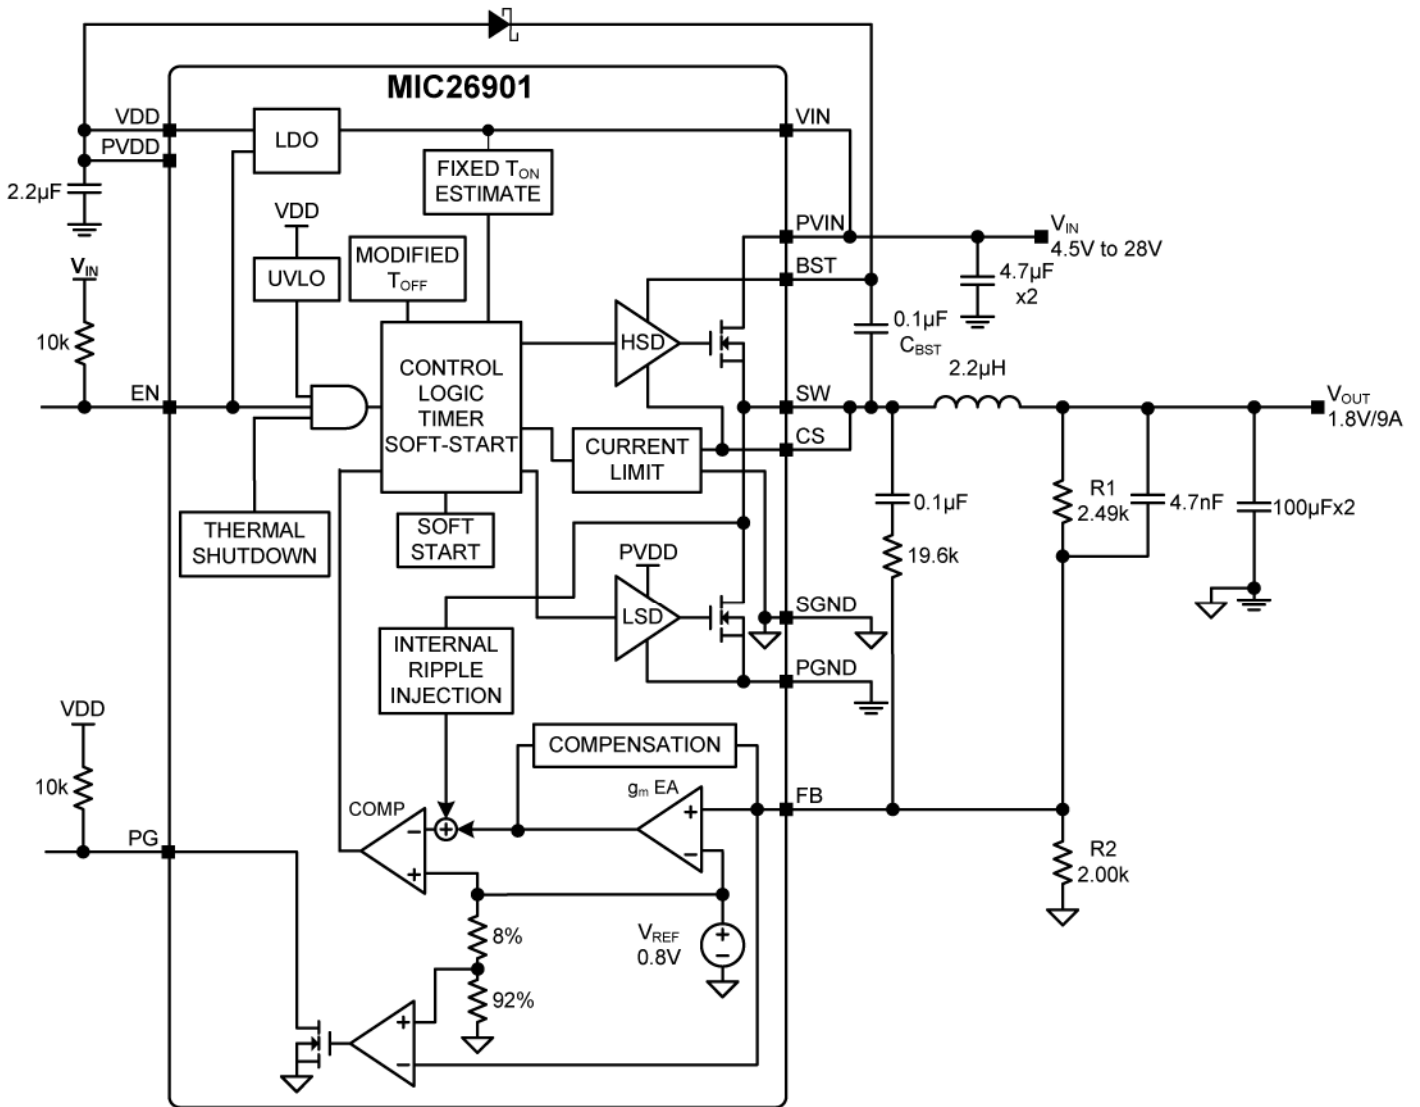 MIC26901
VDD
PVDD
2.2µF
LDO
VIN
FIXED TON
ESTIMATE
VDD
UVLO
MODIFIED
TOFF
VIN
10k
EN
PVIN
VIN
4.5V to 28V
BST
4.7µF
x2
HSD
0.1µF
CBST
2.2µH
CONTROL
LOGIC
TIMER
SOFT-START
SW
VOUT
1.8V/9A
CS
CURRENT
LIMIT
THERMAL
SHUTDOWN
SOFT
START
0.1µF
19.6k
R1
2.49k
4.7nF
100µFx2
PVDD
LSD
SGND
PGND
INTERNAL
RIPPLE
INJECTION
COMPENSATION
VDD
10k
PG
COMP
gm EA
FB
+
−
+
−
+
R2
2.00k
8%
92%
VREF
0.8V
+
−
+
−